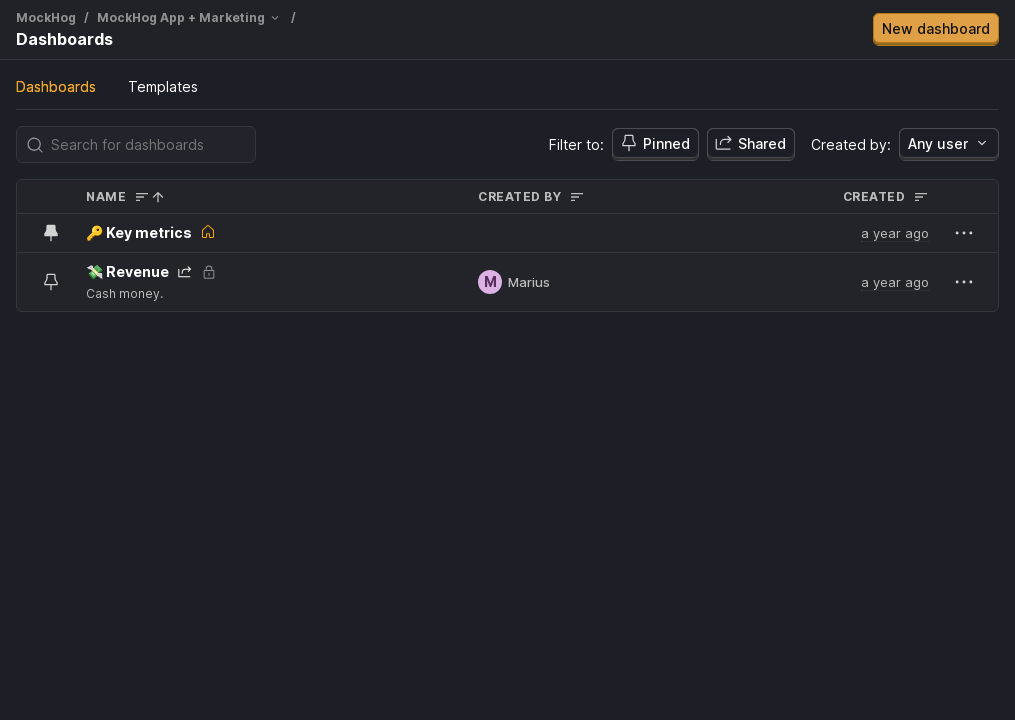 MockHog / MockHog App + Marketing /
Dashboards
New dashboard
Dashboards Templates
Search for dashboards
Filter to: Pinned Shared Created by: Any user
NAME CREATED BY CREATED
🔑 Key metrics a year ago
💸 Revenue
Cash money.
M Marius a year ago